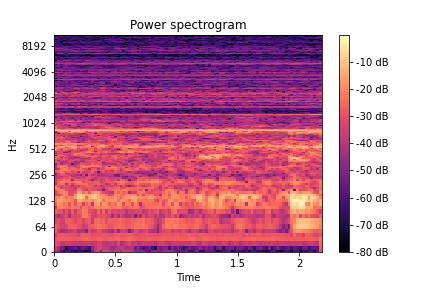 Power spectrogram
Hz
8192
4096
2048
1024
512
256
128
64
0
0 0.5 1 1.5 2
Time
-10 dB
-20 dB
-30 dB
-40 dB
-50 dB
-60 dB
-70 dB
-80 dB